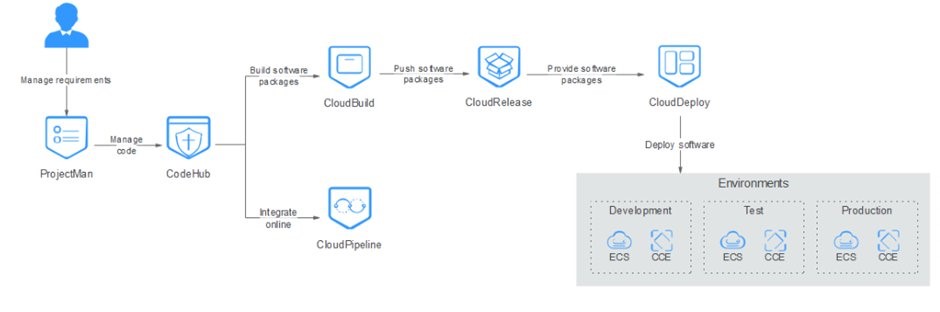 Manage requirements
ProjectMan
Manage
code
CodeHub
Build software
packages
CloudBuild
Push software
packages
CloudRelease
Provide software
packages
CloudDeploy
Integrate
online
CloudPipeline
Deploy software
Environments
Development
ECS CCE
Test
ECS CCE
Production
ECS CCE